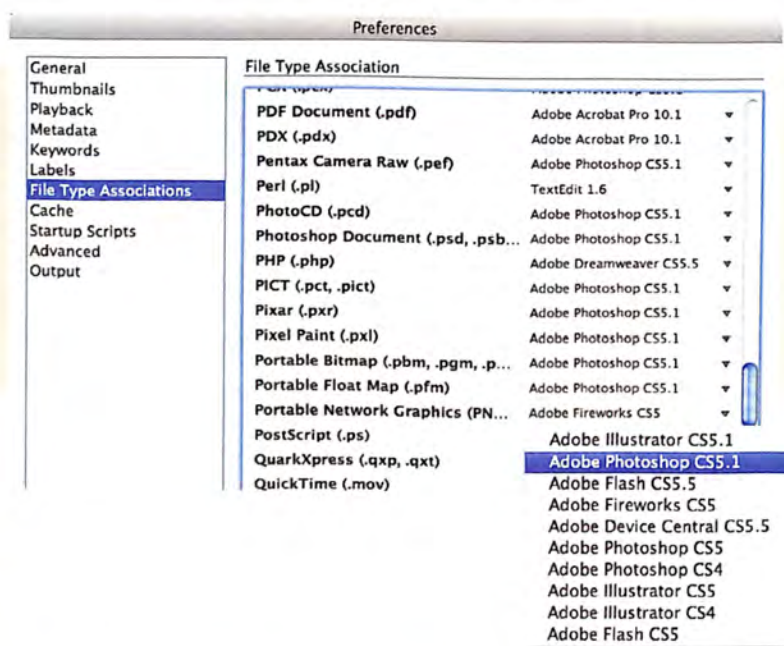 Preferences
General
Thumbnails
Playback
Metadata
Keywords
Labels
File Type Associations
Cache
Startup Scripts
Advanced
Output
File Type Association
PDF Document (.pdf) Adobe Acrobat Pro 10.1
PDX (.pdx) Adobe Acrobat Pro 10.1
Pentax Camera Raw (.pef) Adobe Photoshop CS5.1
Perl (.pl) TextEdit 1.6
PhotoCD (.pcd) Adobe Photoshop CS5.1
Photoshop Document (.psd, .psb... Adobe Photoshop CS5.1
PHP (.php) Adobe Dreamweaver CS5.5
PICT (.pct, .pict) Adobe Photoshop CS5.1
Pixar (.pxr) Adobe Photoshop CS5.1
Pixel Paint (.pxl) Adobe Photoshop CS5.1
Portable Bitmap (.pbm, .pgm, .p... Adobe Photoshop CS5.1
Portable Float Map (.pfm) Adobe Photoshop CS5.1
Portable Network Graphics (PN... Adobe Fireworks CS5
PostScript (.ps)
QuarkXpress (.qxp, .qxt)
QuickTime (.mov)
Adobe Illustrator CS5.1
Adobe Photoshop CS5.1
Adobe Flash CS5.5
Adobe Fireworks CS5
Adobe Device Central CS5.5
Adobe Photoshop CS5
Adobe Photoshop CS4
Adobe Illustrator CS5
Adobe Illustrator CS4
Adobe Flash CS5